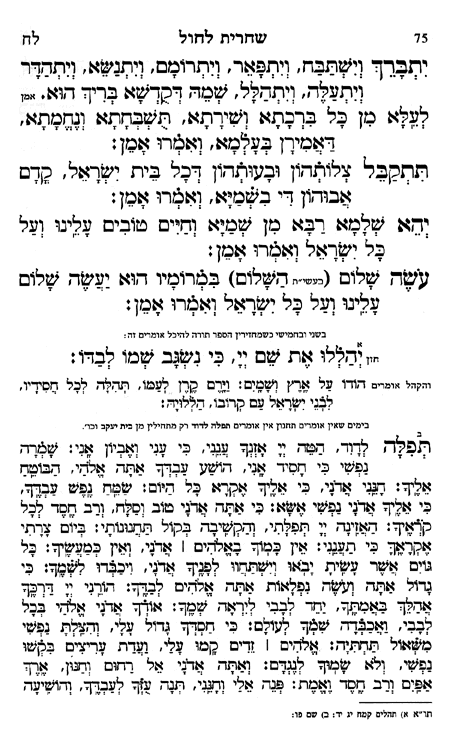 75 שחרית לחול לח
יִתְבָּרֵךְ וְיִשְׁתַּבַּח, וְיִתְפָּאֵר, וְיִתְרוֹמֵם, וְיִתְנַשֵּׂא, וְיִתְהַדָּר
וְיִתְעַלֶּה, וְיִתְהַלָּל, שְׁמֵהּ דְּקֻדְשָׁא בְּרִיךְ הוּא. אמן
לְעֵלָּא מִן כָּל בִּרְכָתָא וְשִׁירָתָא, תֻּשְׁבְּחָתָא וְנֶחֱמָתָא,
דַּאֲמִירָן בְּעָלְמָא, וְאִמְרוּ אָמֵן:
תִּתְקַבֵּל צְלוֹתְהוֹן וּבָעוּתְהוֹן דְּכָל בֵּית יִשְׂרָאֵל, קֳדָם
אֲבוּהוֹן דִּי בִשְׁמַיָּא, וְאִמְרוּ אָמֵן:
יְהֵא שְׁלָמָא רַבָּא מִן שְׁמַיָּא וְחַיִּים טוֹבִים עָלֵינוּ וְעַל
כָּל יִשְׂרָאֵל וְאִמְרוּ אָמֵן:
עֹשֶׂה שָׁלוֹם (בעשי״ת הַשָּׁלוֹם) בִּמְרוֹמָיו הוּא יַעֲשֶׂה שָׁלוֹם
עָלֵינוּ וְעַל כָּל יִשְׂרָאֵל וְאִמְרוּ אָמֵן:
בשני ובחמישי כשמחזירין הספר תורה להיכל אומרים זה:
חזן א יְהַלְלוּ אֶת שֵׁם יְיָ, כִּי נִשְׂגָּב שְׁמוֹ לְבַדּוֹ:
והקהל אומרים הוֹדוֹ עַל אֶרֶץ וְשָׁמָיִם: וַיָּרֶם קֶרֶן לְעַמּוֹ, תְּהִלָּה לְכָל חֲסִידָיו,
לִבְנֵי יִשְׂרָאֵל עַם קְרוֹבוֹ, הַלְלוּיָהּ:
בימים שאין אומרים תחנון אין אומרים תפלה לדוד רק מתחילין מן בית יעקב וכו׳.
ב תְּפִלָּה לְדָוִד, הַטֵּה יְיָ אָזְנְךָ עֲנֵנִי, כִּי עָנִי וְאֶבְיוֹן אָנִי: שָׁמְרָה
נַפְשִׁי כִּי חָסִיד אָנִי, הוֹשַׁע עַבְדְּךָ אַתָּה אֱלֹהַי, הַבּוֹטֵחַ
אֵלֶיךָ: חָנֵּנִי אֲדֹנָי, כִּי אֵלֶיךָ אֶקְרָא כָּל הַיּוֹם: שַׂמֵּחַ נֶפֶשׁ עַבְדֶּךָ,
כִּי אֵלֶיךָ אֲדֹנָי נַפְשִׁי אֶשָּׂא: כִּי אַתָּה אֲדֹנָי טוֹב וְסַלָּח, וְרַב חֶסֶד לְכָל
קֹרְאֶיךָ: הַאֲזִינָה יְיָ תְּפִלָּתִי, וְהַקְשִׁיבָה בְּקוֹל תַּחֲנוּנוֹתָי: בְּיוֹם צָרָתִי
אֶקְרָאֶךָּ כִּי תַעֲנֵנִי: אֵין כָּמוֹךָ בָאֱלֹהִים | אֲדֹנָי, וְאֵין כְּמַעֲשֶׂיךָ: כָּל
גּוֹיִם אֲשֶׁר עָשִׂיתָ יָבֹאוּ וְיִשְׁתַּחֲווּ לְפָנֶיךָ אֲדֹנָי, וִיכַבְּדוּ לִשְׁמֶךָ: כִּי
גָדוֹל אַתָּה וְעֹשֵׂה נִפְלָאוֹת אַתָּה אֱלֹהִים לְבַדֶּךָ: הוֹרֵנִי יְיָ דַּרְכֶּךָ
אֲהַלֵּךְ בַּאֲמִתֶּךָ, יַחֵד לְבָבִי לְיִרְאָה שְׁמֶךָ: אוֹדְךָ אֲדֹנָי אֱלֹהַי בְּכָל
לְבָבִי, וַאֲכַבְּדָה שִׁמְךָ לְעוֹלָם: כִּי חַסְדְּךָ גָּדוֹל עָלָי, וְהִצַּלְתָּ נַפְשִׁי
מִשְּׁאוֹל תַּחְתִּיָּה: אֱלֹהִים | זֵדִים קָמוּ עָלַי, וַעֲדַת עָרִיצִים בִּקְשׁוּ
נַפְשִׁי, וְלֹא שָׂמוּךָ לְנֶגְדָּם: וְאַתָּה אֲדֹנָי אֵל רַחוּם וְחַנּוּן, אֶרֶךְ
אַפַּיִם וְרַב חֶסֶד וֶאֱמֶת: פְּנֵה אֵלַי וְחָנֵּנִי, תְּנָה עֻזְּךָ לְעַבְדֶּךָ, וְהוֹשִׁיעָה
תו״א א) תהלים קמח יג יד: ב) שם פו: